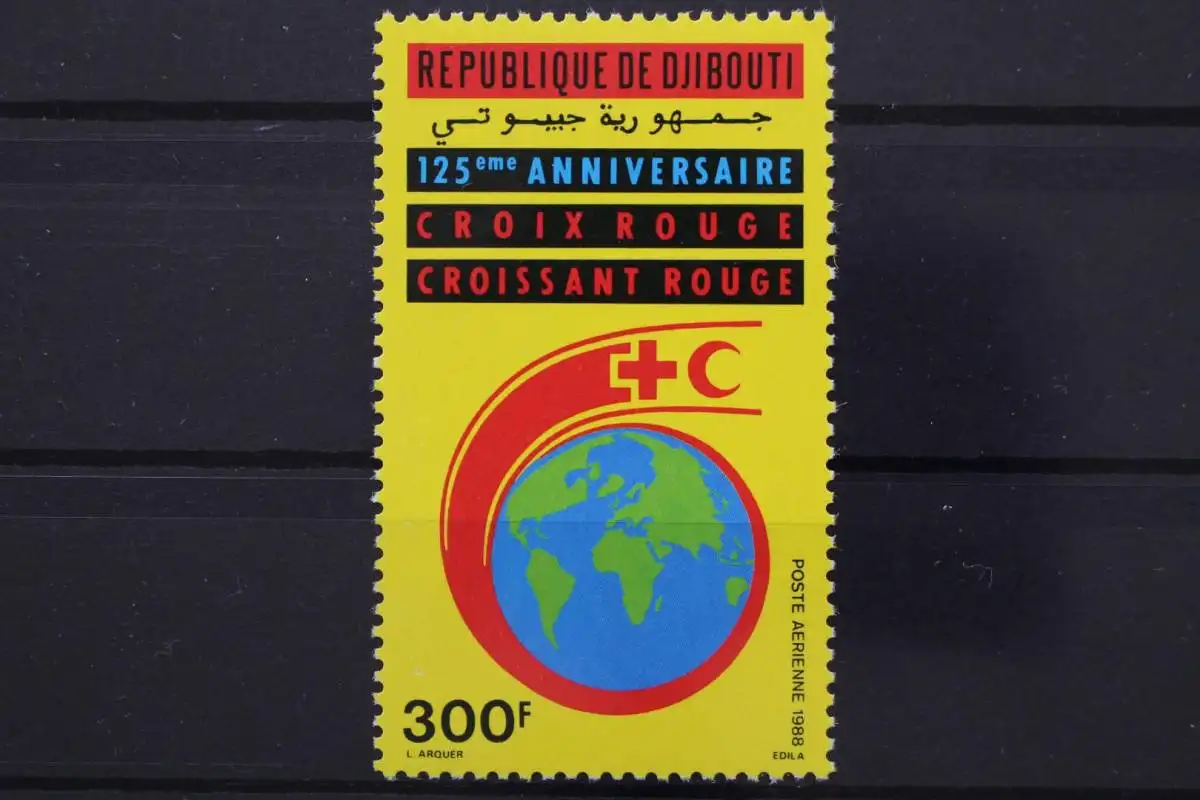 REPUBLIQUE DE DJIBOUTI
جمهورية جيبوتي
125eme ANNIVERSAIRE
CROIX ROUGE
CROISSANT ROUGE
POSTE AERIENNE 1988
300F
L. ARQUER
EDILA